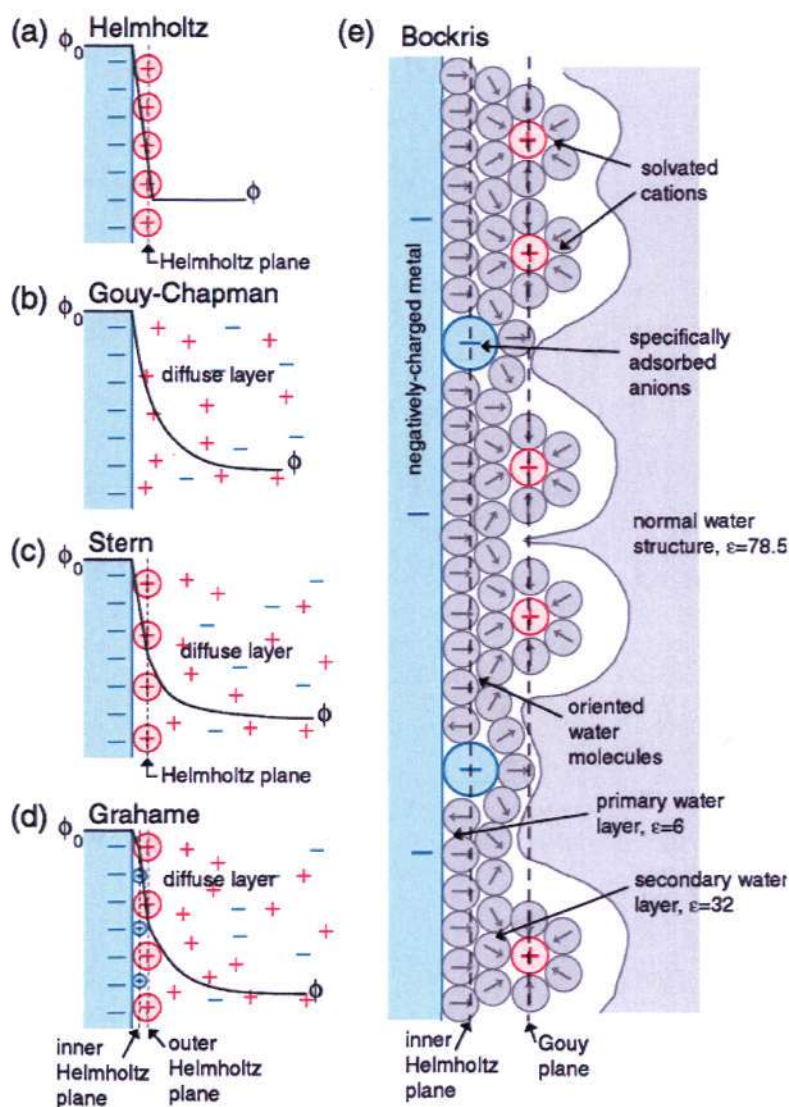 (a) Helmholtz
ϕ0
ϕ
Helmholtz plane
(b) Gouy-Chapman
ϕ0
diffuse layer
ϕ
(c) Stern
ϕ0
diffuse layer
ϕ
Helmholtz plane
(d) Grahame
ϕ0
diffuse layer
ϕ
inner
Helmholtz
plane
outer
Helmholtz
plane
(e) Bockris
negatively-charged metal
solvated
cations
specifically
adsorbed
anions
normal water
structure, ε=78.5
oriented
water
molecules
primary water
layer, ε=6
secondary water
layer, ε=32
inner
Helmholtz
plane
Gouy
plane